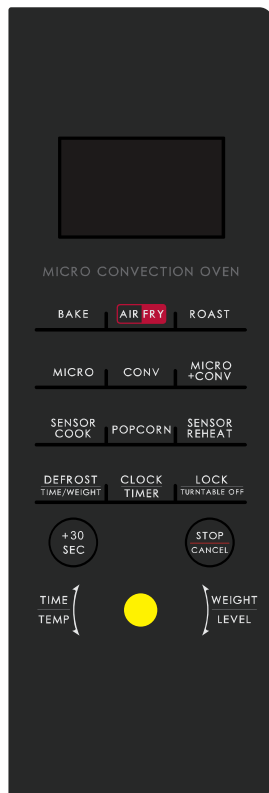 MICRO CONVECTION OVEN
BAKE AIR FRY ROAST
MICRO CONV MICRO +CONV
SENSOR COOK POPCORN SENSOR REHEAT
DEFROST CLOCK LOCK
TIME/WEIGHT TIMER TURNTABLE OFF
+30 STOP
SEC CANCEL
TIME WEIGHT
TEMP LEVEL